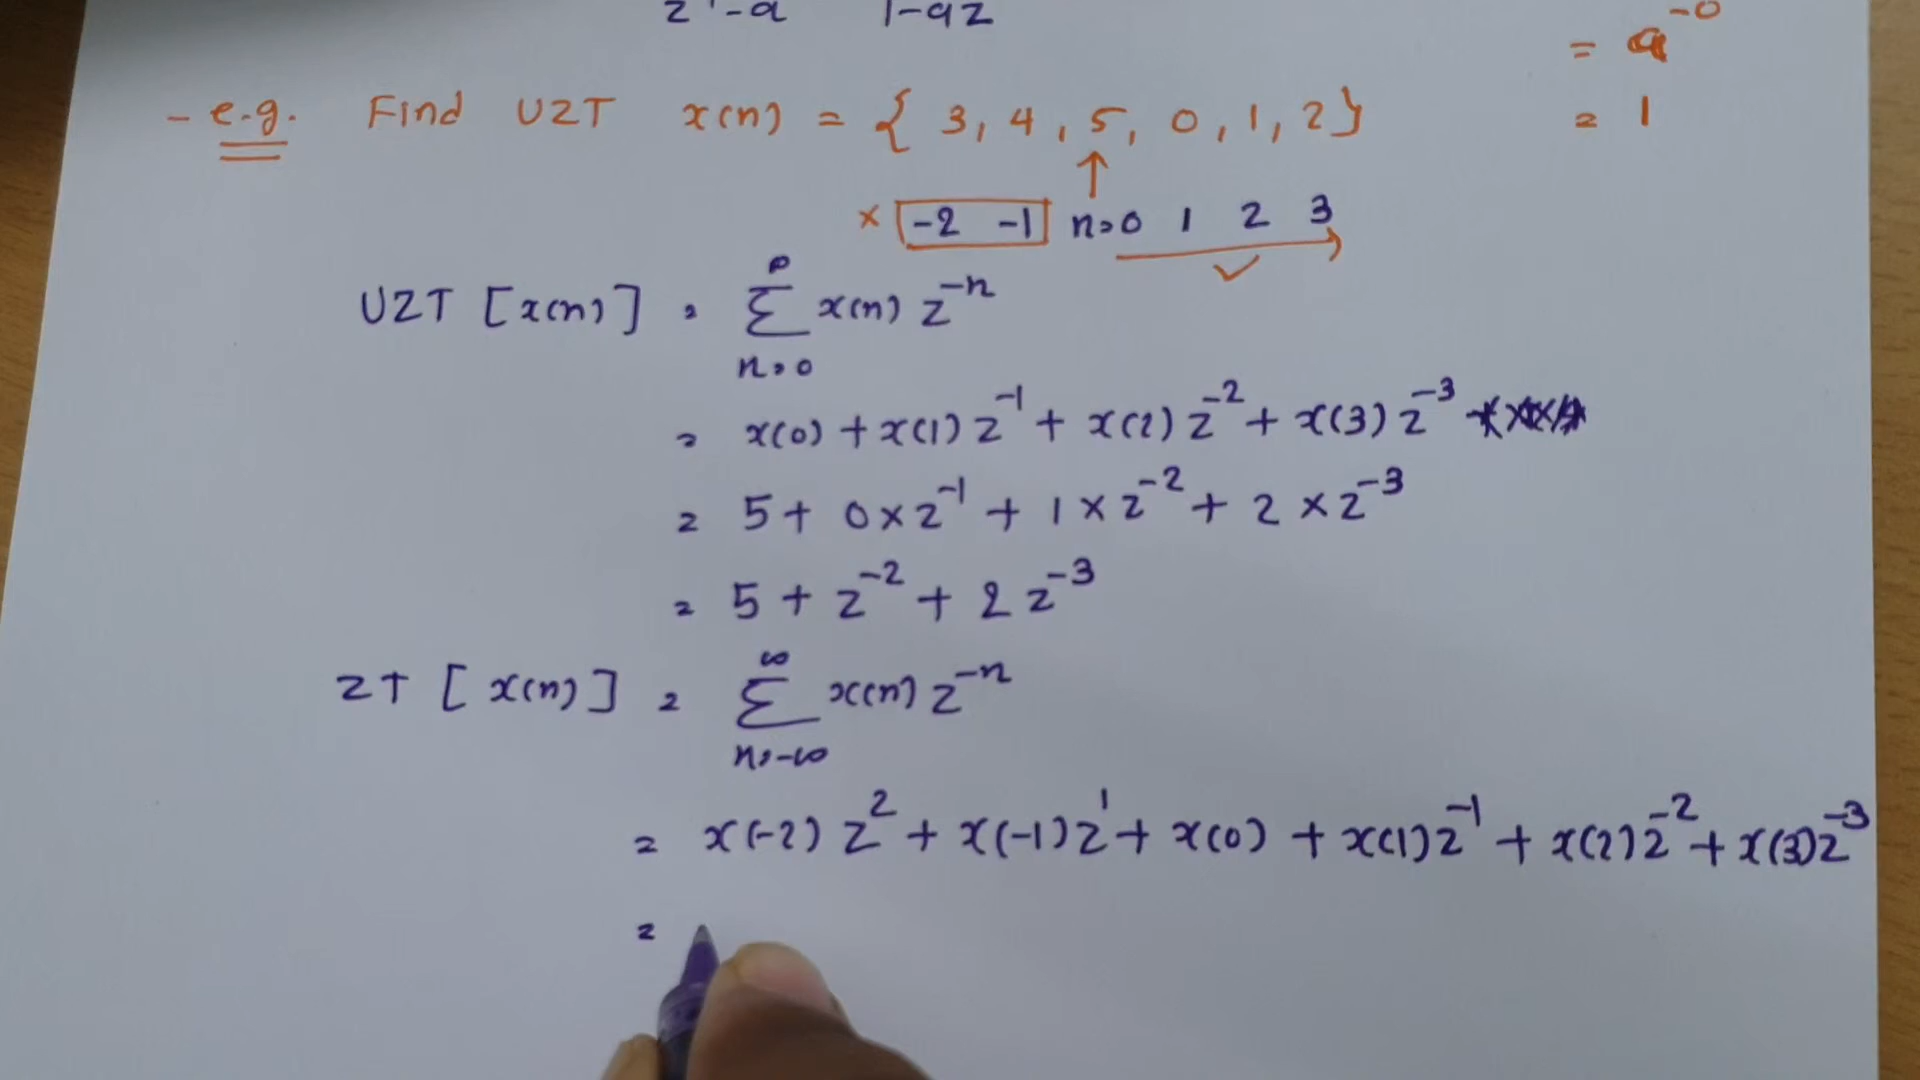 z⁻¹-a 1-az
= a⁻⁰
- e.g. Find UZT x(n) = { 3, 4, 5, 0, 1, 2}
= 1
↑
× -2 -1 n=0 1 2 3
✓
UZT [x(n)] = ∞ Σ n=0 x(n) z⁻ⁿ
= x(0) + x(1) z⁻¹ + x(2) z⁻² + x(3) z⁻³
= 5 + 0 × z⁻¹ + 1 × z⁻² + 2 × z⁻³
= 5 + z⁻² + 2 z⁻³
ZT [x(n)] = ∞ Σ n=-∞ x(n) z⁻ⁿ
= x(-2) z² + x(-1) z¹ + x(0) + x(1) z⁻¹ + x(2) z⁻² + x(3) z⁻³
=